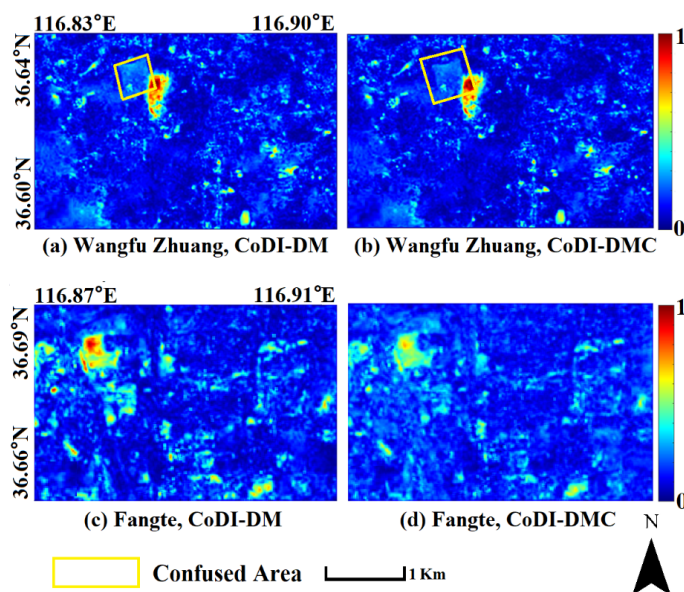 116.83°E 116.90°E
36.64°N
36.60°N
1
0
(a) Wangfu Zhuang, CoDI-DM (b) Wangfu Zhuang, CoDI-DMC
116.87°E 116.91°E
36.69°N
36.66°N
1
0
(c) Fangte, CoDI-DM (d) Fangte, CoDI-DMC
N
Confused Area 1 Km